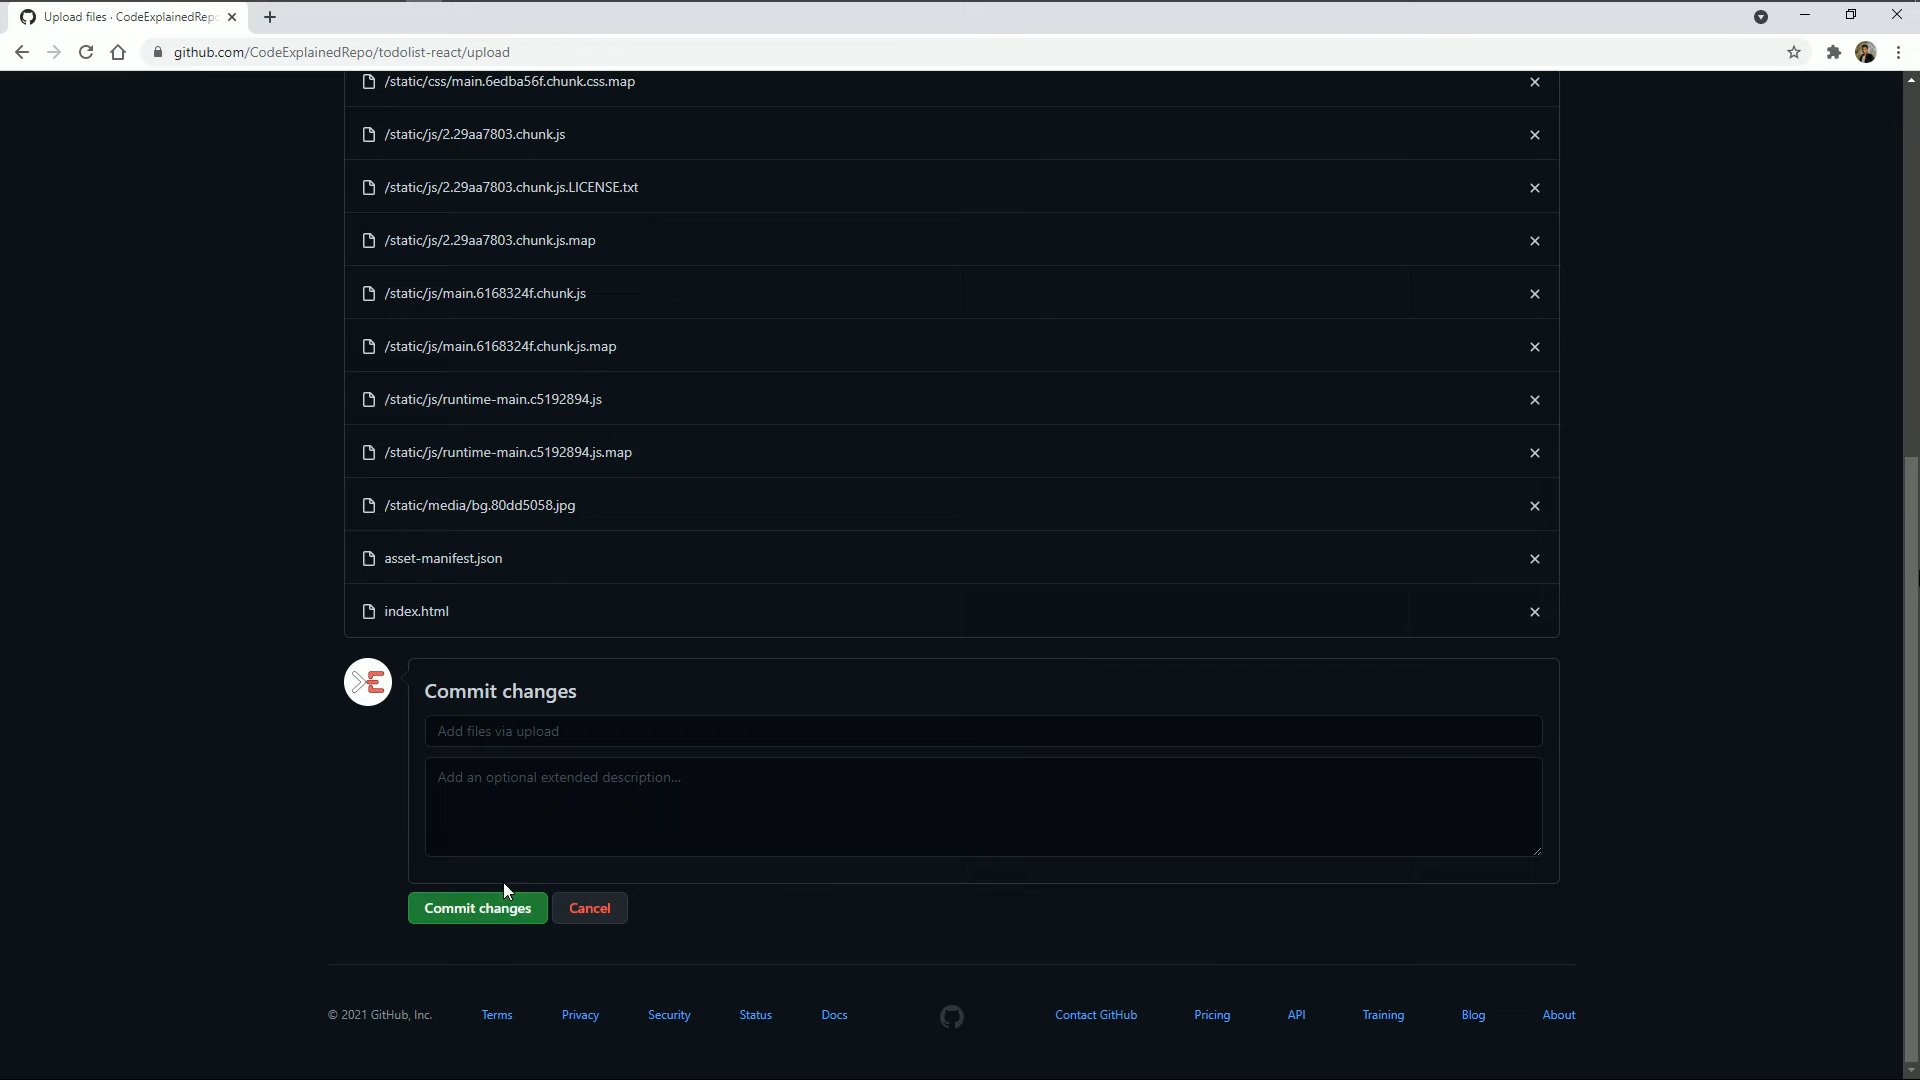 Upload files · CodeExplainedRepo
github.com/CodeExplainedRepo/todolist-react/upload
/static/css/main.6edba56f.chunk.css.map
/static/js/2.29aa7803.chunk.js
/static/js/2.29aa7803.chunk.js.LICENSE.txt
/static/js/2.29aa7803.chunk.js.map
/static/js/main.6168324f.chunk.js
/static/js/main.6168324f.chunk.js.map
/static/js/runtime-main.c5192894.js
/static/js/runtime-main.c5192894.js.map
/static/media/bg.80dd5058.jpg
asset-manifest.json
index.html
Commit changes
Add files via upload
Add an optional extended description...
Commit changes Cancel
© 2021 GitHub, Inc. Terms Privacy Security Status Docs Contact GitHub Pricing API Training Blog About